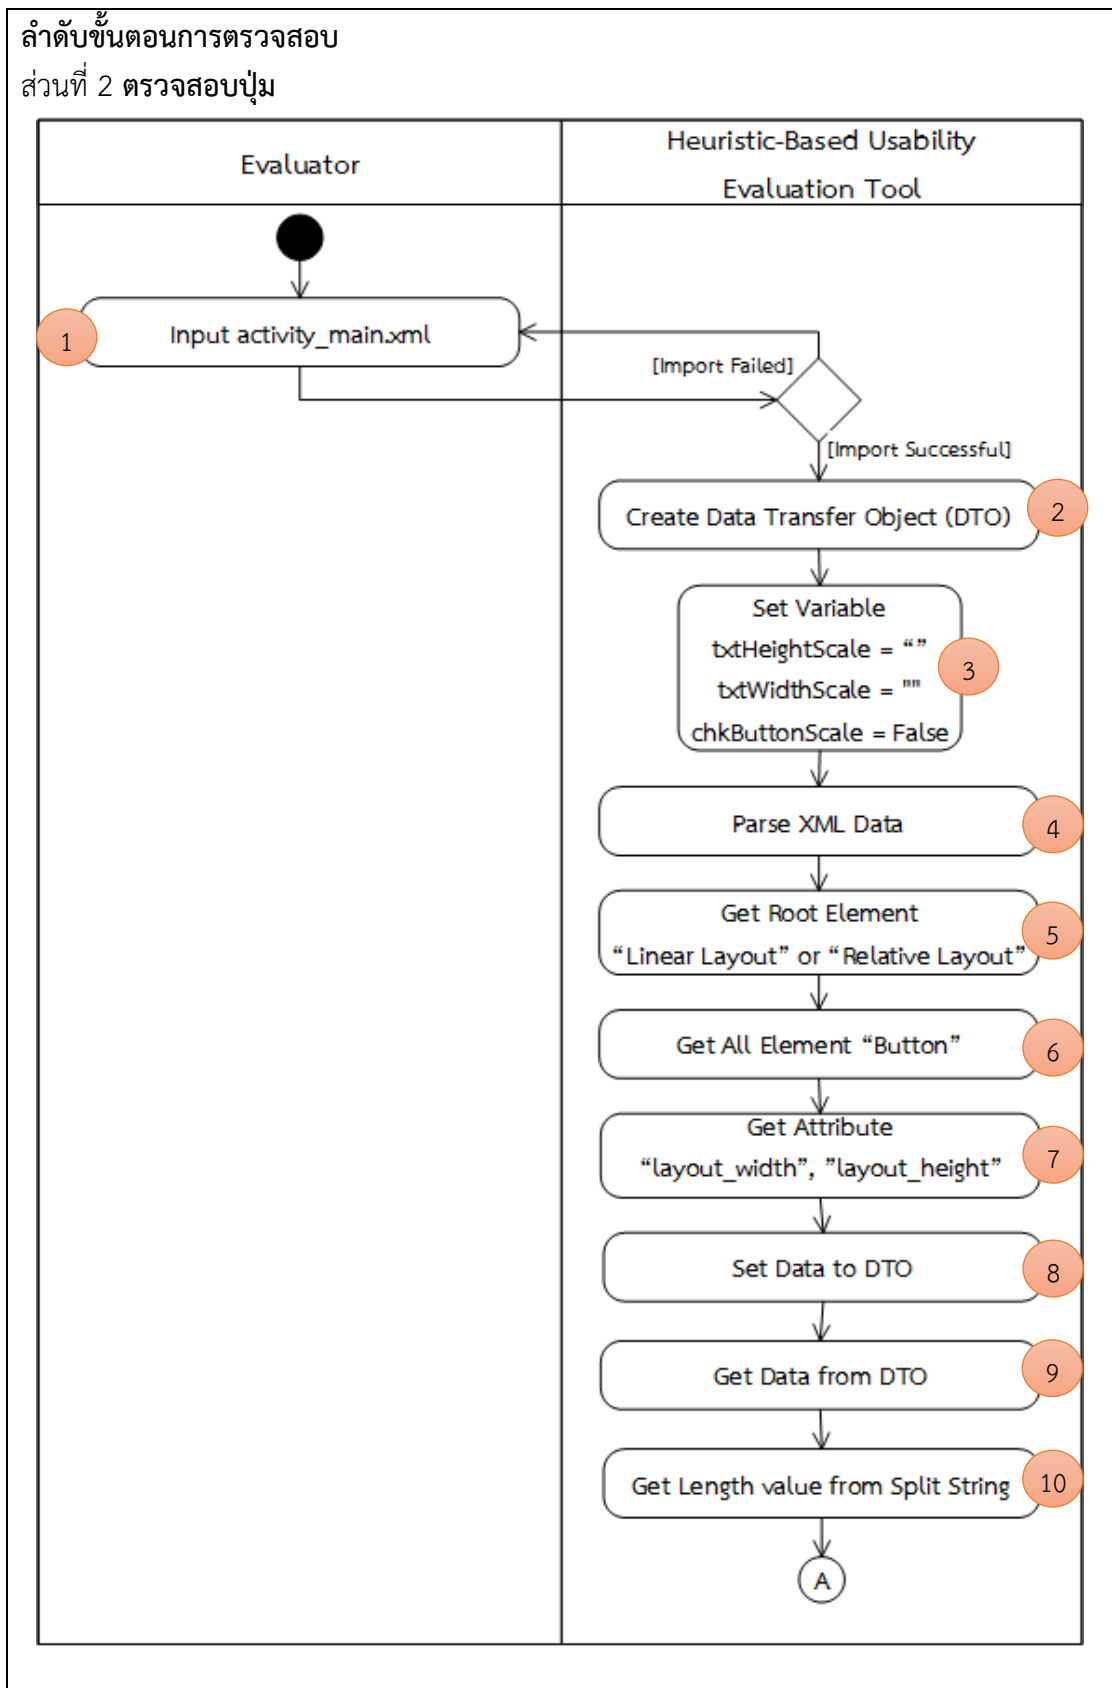 ลำดับขั้นตอนการตรวจสอบ
ส่วนที่ 2 ตรวจสอบปุ่ม
Evaluator
Heuristic-Based Usability
Evaluation Tool
1
Input activity_main.xml
[Import Failed]
[Import Successful]
Create Data Transfer Object (DTO)
2
Set Variable
txtHeightScale = “”
txtWidthScale = ""
chkButtonScale = False
3
Parse XML Data
4
Get Root Element
“Linear Layout” or “Relative Layout”
5
Get All Element “Button”
6
Get Attribute
“layout_width”, ”layout_height”
7
Set Data to DTO
8
Get Data from DTO
9
Get Length value from Split String
10
A